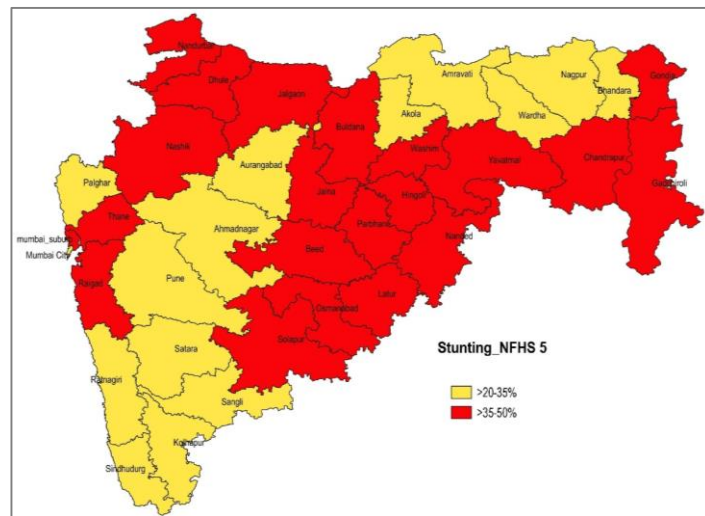 Nandurbar
Dhule
Jalgaon
Amravati
Nagpur
Gondia
Bhandara
Buldana
Akola
Wardha
Nashik
Washim
Yavatmal
Chandrapur
Aurangabad
Palghar
Gadchiroli
Jalna
Hingoli
Thane
Ahmadnagar
Parbhani
Nanded
mumbai_suburb
Beed
Mumbai City
Raigad
Pune
Latur
Osmanabad
Solapur
Satara
Stunting_NFHS 5
Ratnagiri
>20-35%
Sangli
>35-50%
Kolhapur
Sindhudurg